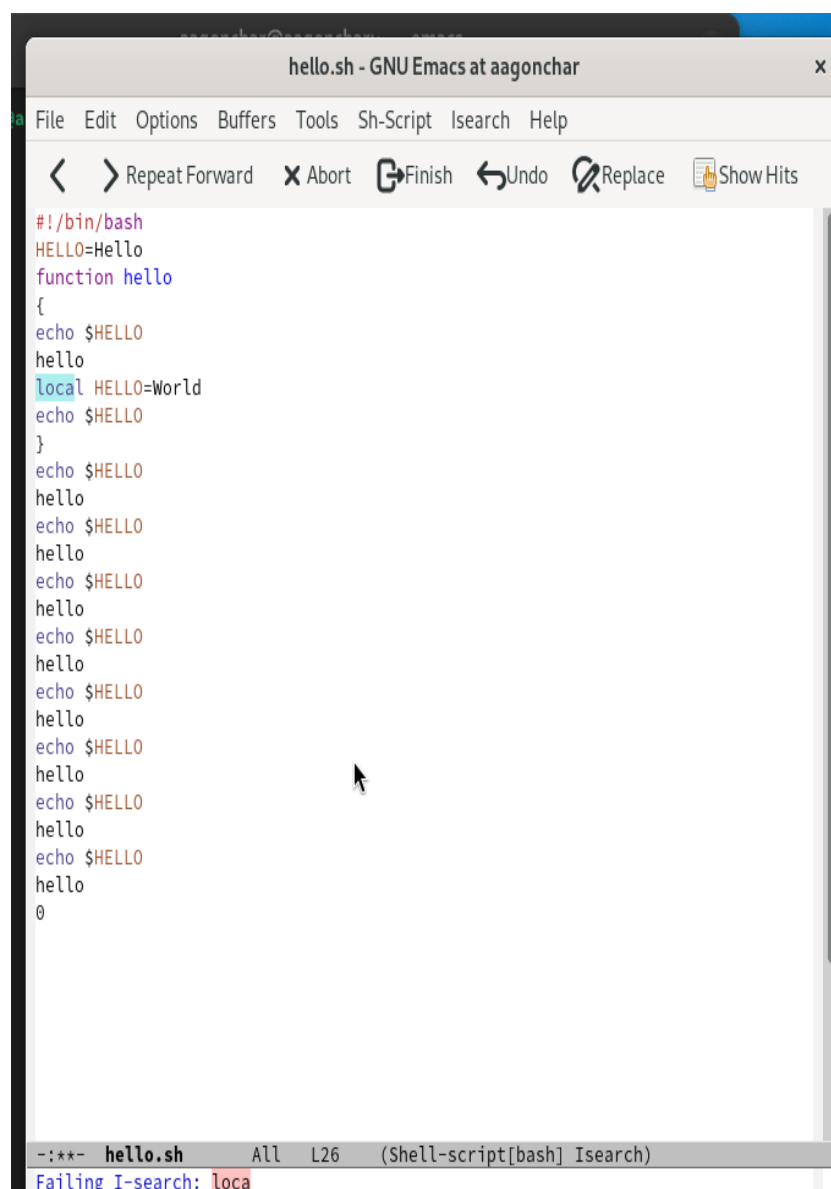 hello.sh - GNU Emacs at aagonchar x
File Edit Options Buffers Tools Sh-Script Isearch Help
Repeat Forward Abort Finish Undo Replace Show Hits
#!/bin/bash
HELLO=Hello
function hello
{
echo $HELLO
hello
local HELLO=World
echo $HELLO
}
echo $HELLO
hello
echo $HELLO
hello
echo $HELLO
hello
echo $HELLO
hello
echo $HELLO
hello
echo $HELLO
hello
echo $HELLO
hello
echo $HELLO
hello
0
-:**- hello.sh All L26 (Shell-script[bash] Isearch)
Failing I-search: loca